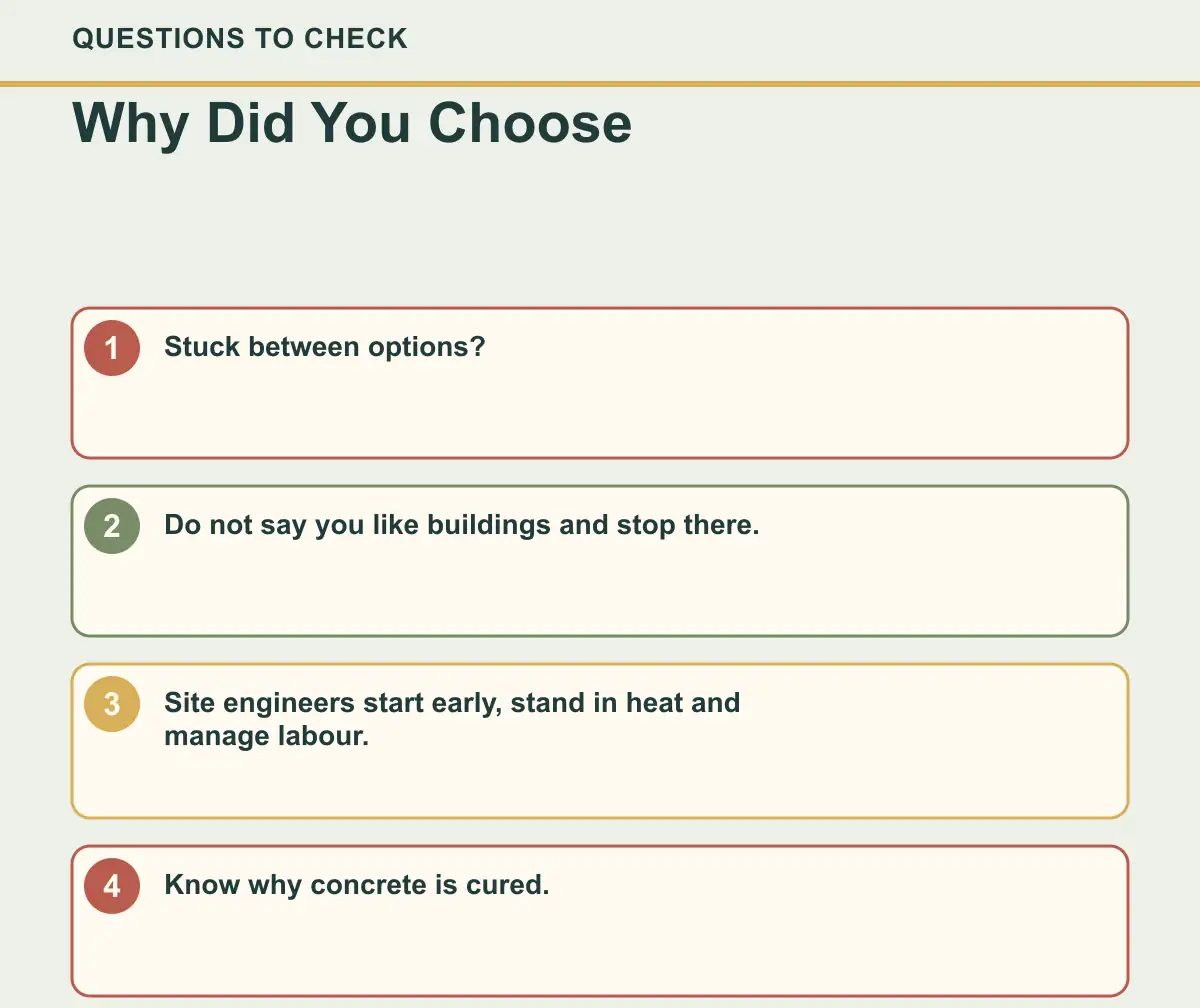 QUESTIONS TO CHECK
Why Did You Choose
1 Stuck between options?
2 Do not say you like buildings and stop there.
3 Site engineers start early, stand in heat and
manage labour.
4 Know why concrete is cured.